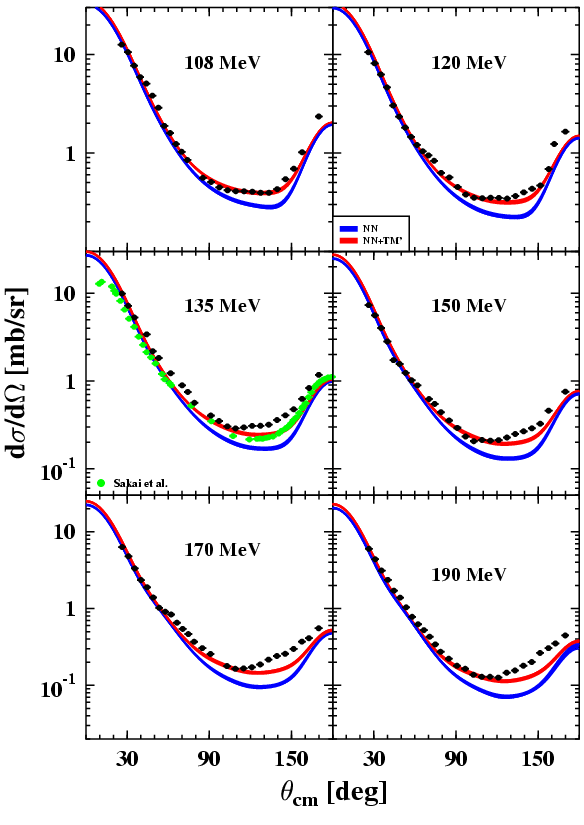 10
108 MeV
120 MeV
1
NN
NN+TM'
dσ/dΩ [mb/sr]
10
135 MeV
150 MeV
1
10⁻¹
Sakai et al.
10
170 MeV
190 MeV
1
10⁻¹
30 90 150 30 90 150
θcm [deg]